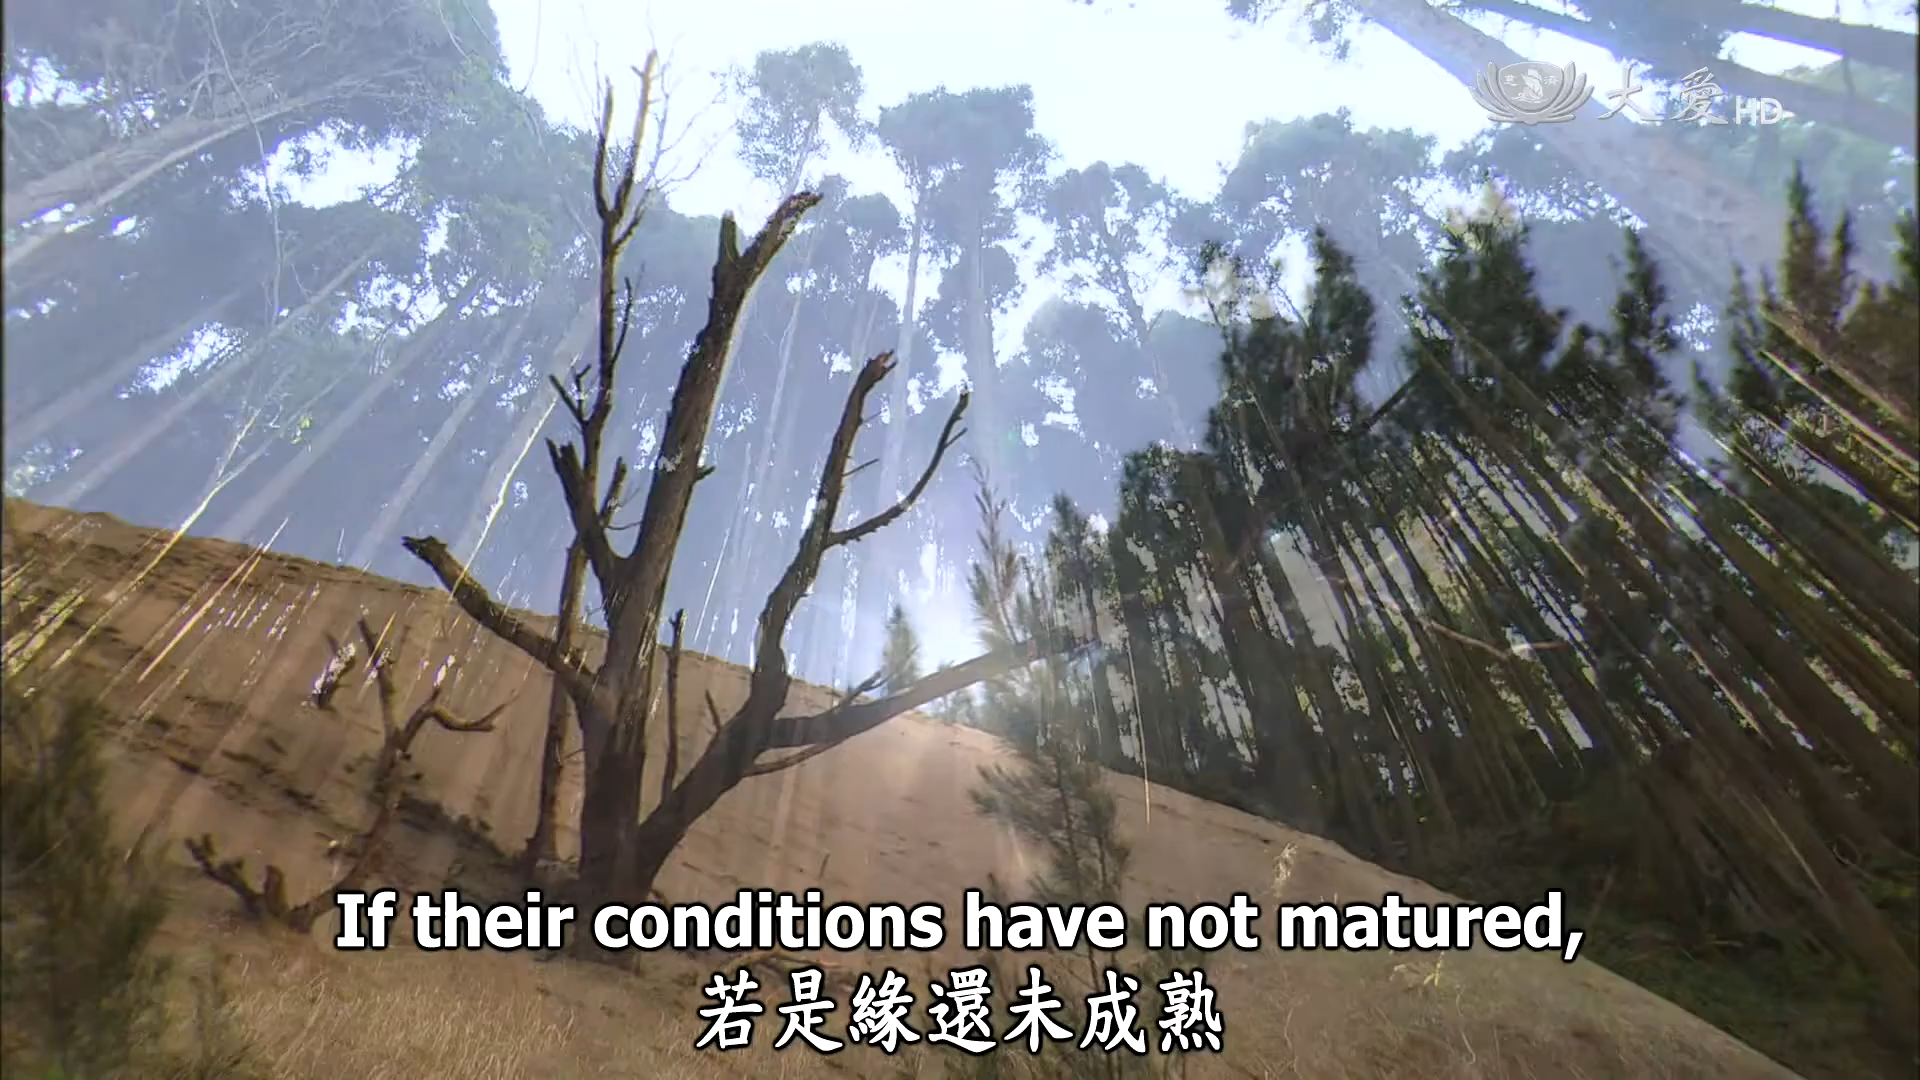 大愛HD
If their conditions have not matured,
若是緣還未成熟